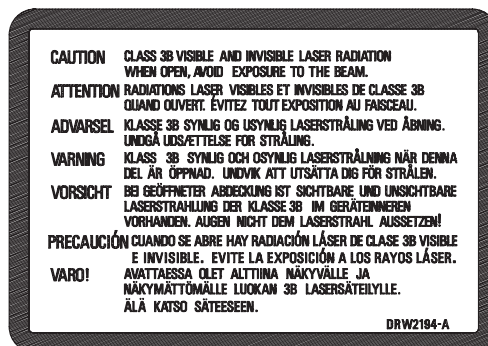 CAUTION CLASS 3B VISIBLE AND INVISIBLE LASER RADIATION
WHEN OPEN, AVOID EXPOSURE TO THE BEAM.
ATTENTION RADIATIONS LASER VISIBLES ET INVISIBLES DE CLASSE 3B
QUAND OUVERT. ÉVITEZ TOUT EXPOSITION AU FAISCEAU.
ADVARSEL KLASSE 3B SYNLIG OG USYNLIG LASERSTRÅLING VED ÅBNING.
UNDGÅ UDSÆTTELSE FOR STRÅLING.
VARNING KLASS 3B SYNLIG OCH OSYNLIG LASERSTRÅLNING NÄR DENNA
DEL ÄR ÖPPNAD. UNDVIK ATT UTSÄTTA DIG FÖR STRÅLEN.
VORSICHT BEI GEÖFFNETER ABDECKUNG IST SICHTBARE UND UNSICHTBARE
LASERSTRAHLUNG DER KLASSE 3B IM GERÄTEINNEREN
VORHANDEN. AUGEN NICHT DEM LASERSTRAHL AUSSETZEN!
PRECAUCIÓN CUANDO SE ABRE HAY RADIACIÓN LÁSER DE CLASE 3B VISIBLE
E INVISIBLE. EVITE LA EXPOSICIÓN A LOS RAYOS LÁSER.
VARO! AVATTAESSA OLET ALTTIINA NÄKYVÄLLE JA
NÄKYMÄTTÖMÄLLE LUOKAN 3B LASERSÄTEILYLLE.
ÄLÄ KATSO SÄTEESEEN.
DRW2194-A